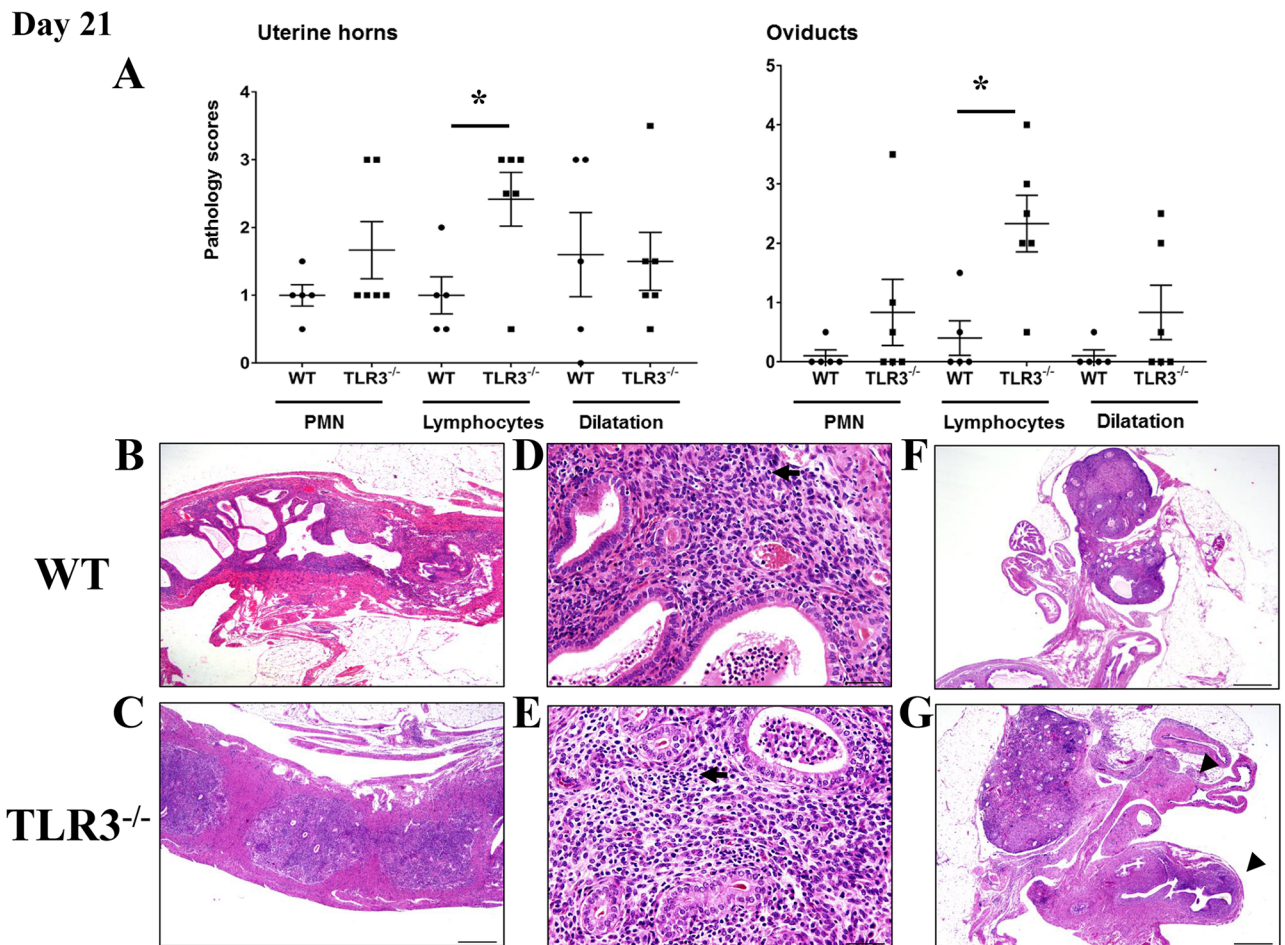 Day 21
A
Uterine horns
Pathology scores
4
3
2
1
0
*
WT TLR3-/- WT TLR3-/- WT TLR3-/-
PMN Lymphocytes Dilatation
Oviducts
5
4
3
2
1
0
*
WT TLR3-/- WT TLR3-/- WT TLR3-/-
PMN Lymphocytes Dilatation
B D F
WT
C E G
TLR3-/-